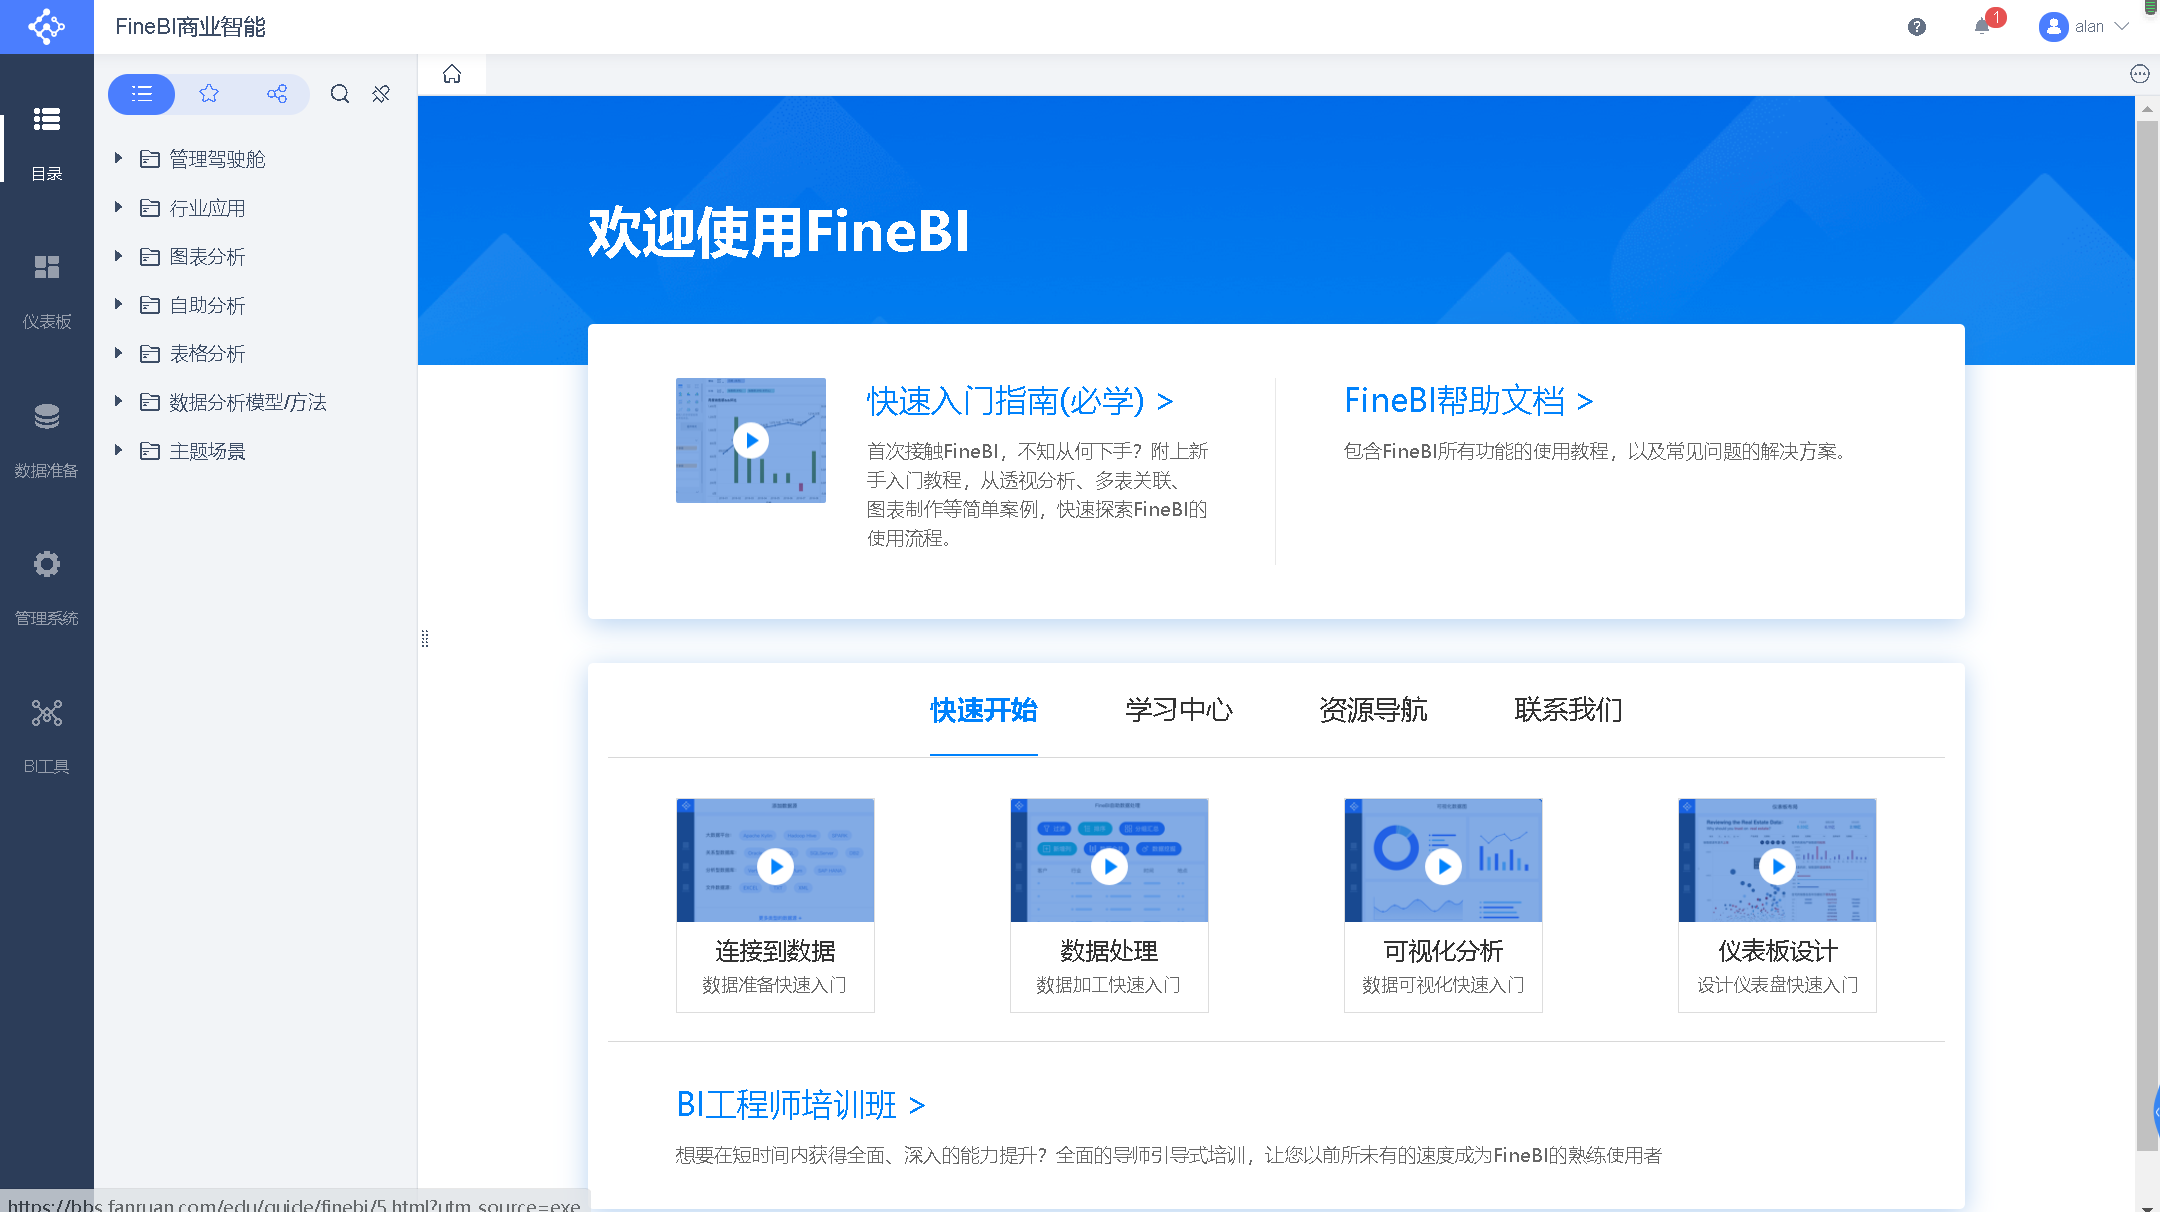 FineBI商业智能
1
alan
目录
仪表板
数据准备
管理系统
BI工具
管理驾驶舱
行业应用
图表分析
自助分析
表格分析
数据分析模型/方法
主题场景
欢迎使用FineBI
快速入门指南(必学) >
首次接触FineBI，不知从何下手？附上新
手入门教程，从透视分析、多表关联、
图表制作等简单案例，快速探索FineBI的
使用流程。
FineBI帮助文档 >
包含FineBI所有功能的使用教程，以及常见问题的解决方案。
快速开始 学习中心 资源导航 联系我们
连接到数据
数据准备快速入门
数据处理
数据加工快速入门
可视化分析
数据可视化快速入门
仪表板设计
设计仪表盘快速入门
BI工程师培训班 >
想要在短时间内获得全面、深入的能力提升？全面的导师引导式培训，让您以前所未有的速度成为FineBI的熟练使用者
https://bbs.fanruan.com/edu/guide/finebi/5.html?utm_source=exe